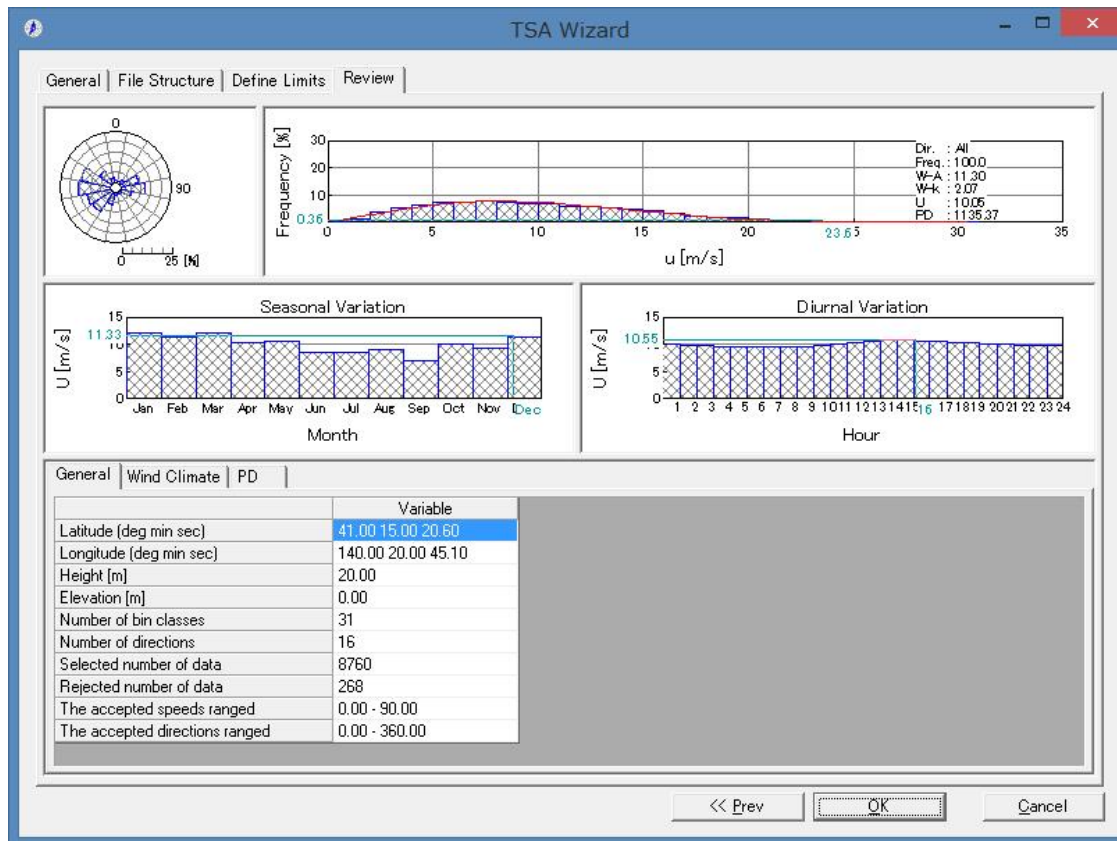 TSA Wizard
General File Structure Define Limits Review
0
90
0 25 [%]
Frequency [%]
30
20
10
0.36
0 5 10 15 20 23.65 30 35
u [m/s]
Dir. : All
Freq. : 100.0
W-A : 11.30
W-k : 2.07
U : 10.05
PD : 1135.37
Seasonal Variation
U [m/s]
15
11.33
5
0
Jan Feb Mar Apr May Jun Jul Aug Sep Oct Nov Dec
Month
Diurnal Variation
U [m/s]
15
10.55
5
0
1 2 3 4 5 6 7 8 9 10 11 12 13 14 15 16 17 18 19 20 21 22 23 24
Hour
General Wind Climate PD
Variable
Latitude (deg min sec) 41.00 15.00 20.60
Longitude (deg min sec) 140.00 20.00 45.10
Height [m] 20.00
Elevation [m] 0.00
Number of bin classes 31
Number of directions 16
Selected number of data 8760
Rejected number of data 268
The accepted speeds ranged 0.00 - 90.00
The accepted directions ranged 0.00 - 360.00
<< Prev OK Cancel